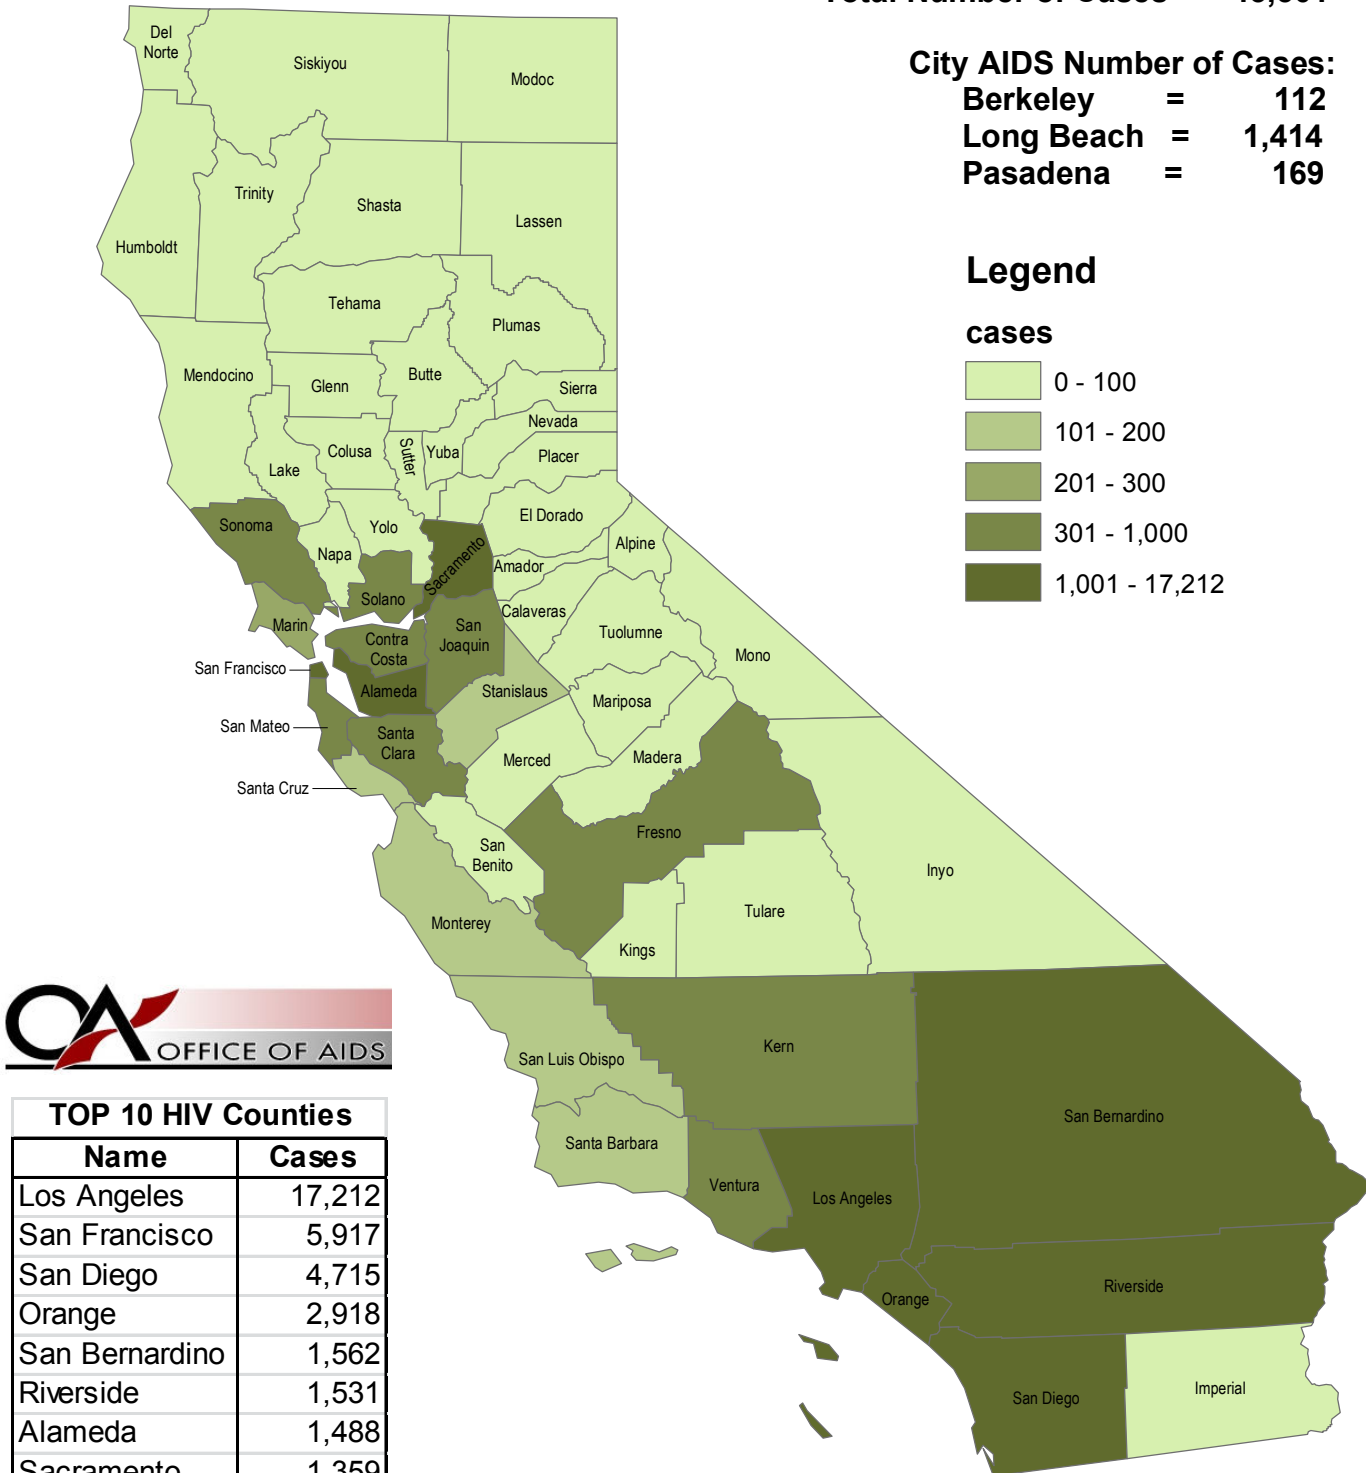 City AIDS Number of Cases:
Berkeley = 112
Long Beach = 1,414
Pasadena = 169
Legend
cases
0 - 100
101 - 200
201 - 300
301 - 1,000
1,001 - 17,212
Del
Norte
Siskiyou
Modoc
Humboldt
Trinity
Shasta
Lassen
Tehama
Plumas
Mendocino
Glenn
Butte
Sierra
Nevada
Lake
Colusa
Sutter
Yuba
Placer
Sonoma
Napa
Yolo
Sacramento
El Dorado
Alpine
Amador
Solano
Marin
Calaveras
Contra
Costa
San
Joaquin
Tuolumne
Mono
San Francisco
Alameda
Stanislaus
Mariposa
San Mateo
Santa
Clara
Merced
Madera
Santa Cruz
Fresno
San
Benito
Inyo
Monterey
Kings
Tulare
San Luis Obispo
Kern
San Bernardino
Santa Barbara
Ventura
Los Angeles
Orange
Riverside
San Diego
Imperial
OA
OFFICE OF AIDS
TOP 10 HIV Counties
Name Cases
Los Angeles 17,212
San Francisco 5,917
San Diego 4,715
Orange 2,918
San Bernardino 1,562
Riverside 1,531
Alameda 1,488
Sacramento 1,359